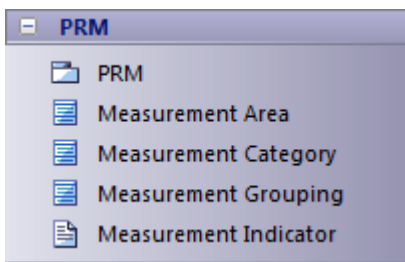 PRM
PRM
Measurement Area
Measurement Category
Measurement Grouping
Measurement Indicator